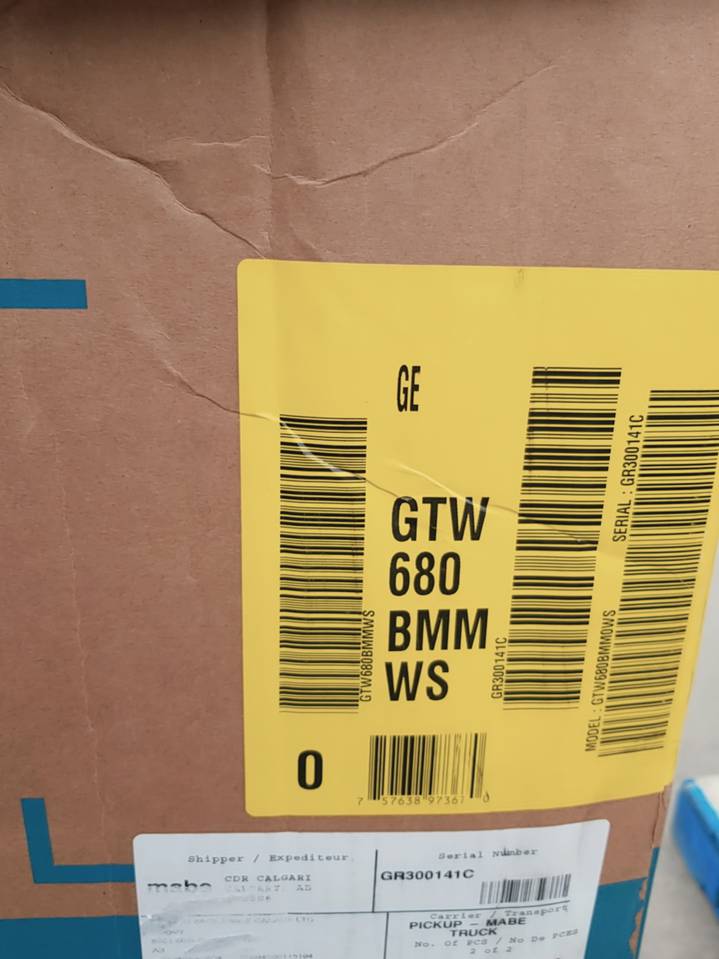 GE
GTW
680
BMM
WS
GTW680BMMWS
GR300141C
MODEL : GTW680BMM0WS
SERIAL : GR300141C
0
7 57638 97367 0
Shipper / Expediteur
mabe
CDR CALGARI
Serial Number
GR300141C
Carrier / Transport
PICKUP - MABE
TRUCK
No. Of PCS / No De PCES
2 of 2